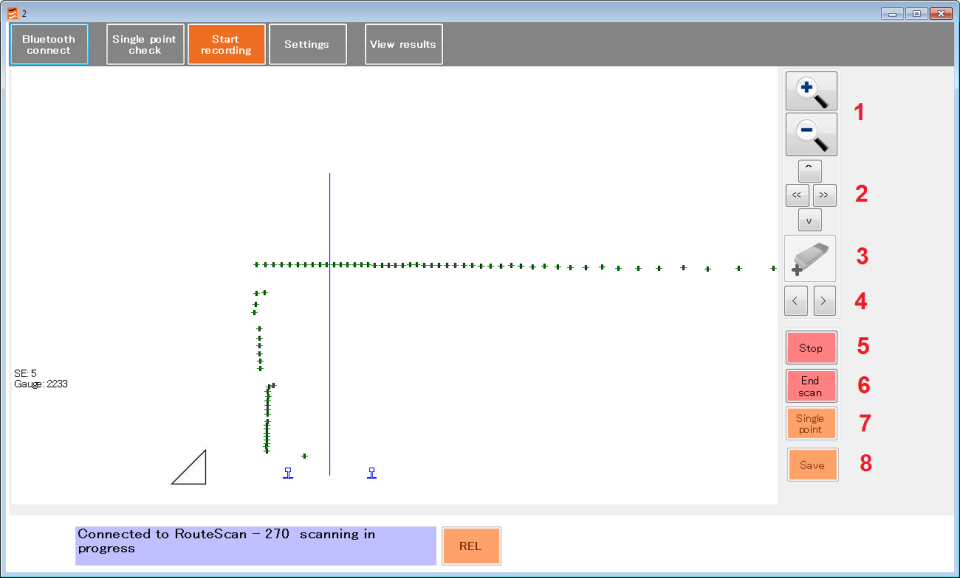 2
Bluetooth
connect
Single point
check
Start
recording
Settings
View results
1
^
<< >>
2
v
3
< >
4
Stop
5
End
scan
6
Single
point
7
Save
8
SE: 5
Gauge: 2233
Connected to RouteScan - 270 scanning in
progress
REL